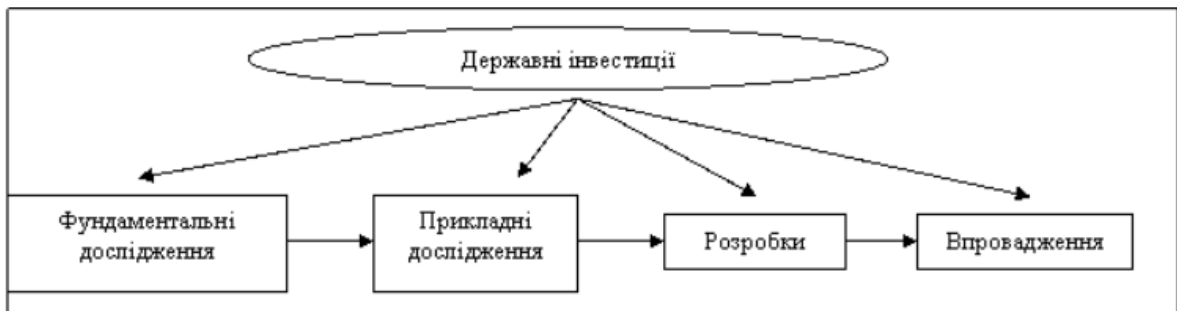 Державні інвестиції
Фундаментальні
дослідження
Прикладні
дослідження
Розробки
Впровадження